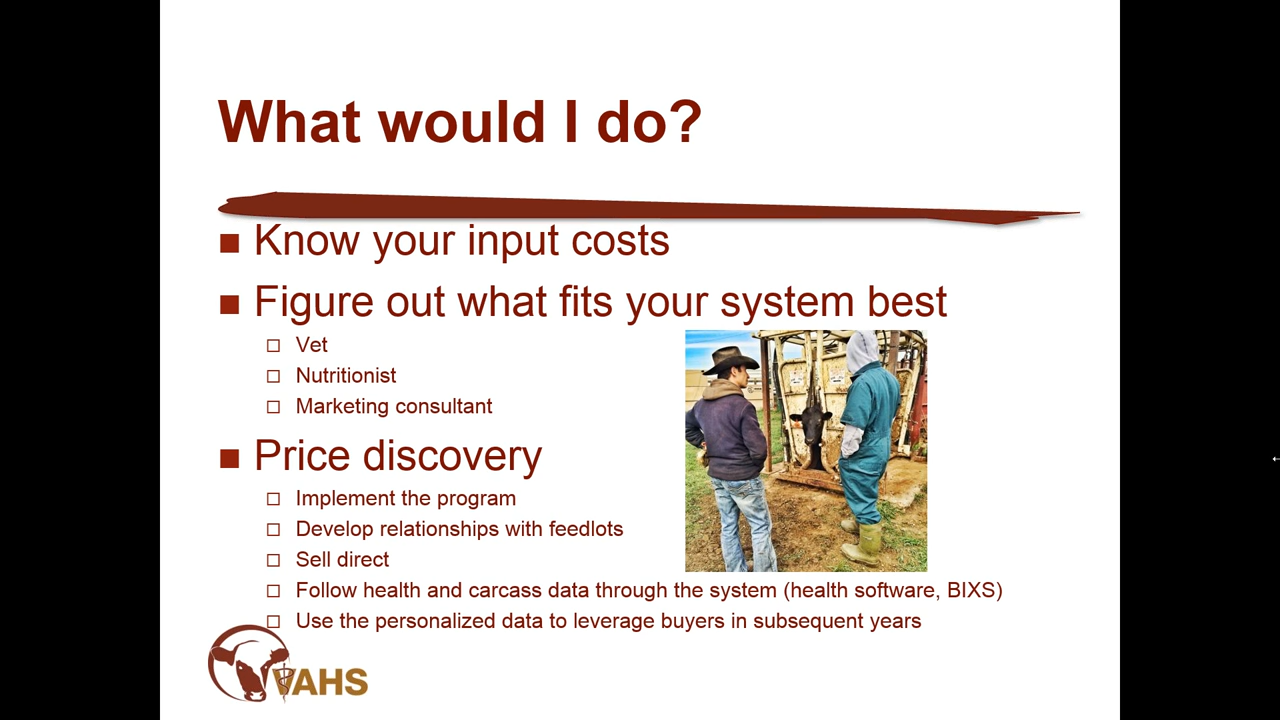 What would I do?
Know your input costs
Figure out what fits your system best
Vet
Nutritionist
Marketing consultant
Price discovery
Implement the program
Develop relationships with feedlots
Sell direct
Follow health and carcass data through the system (health software, BIXS)
Use the personalized data to leverage buyers in subsequent years
VAHS